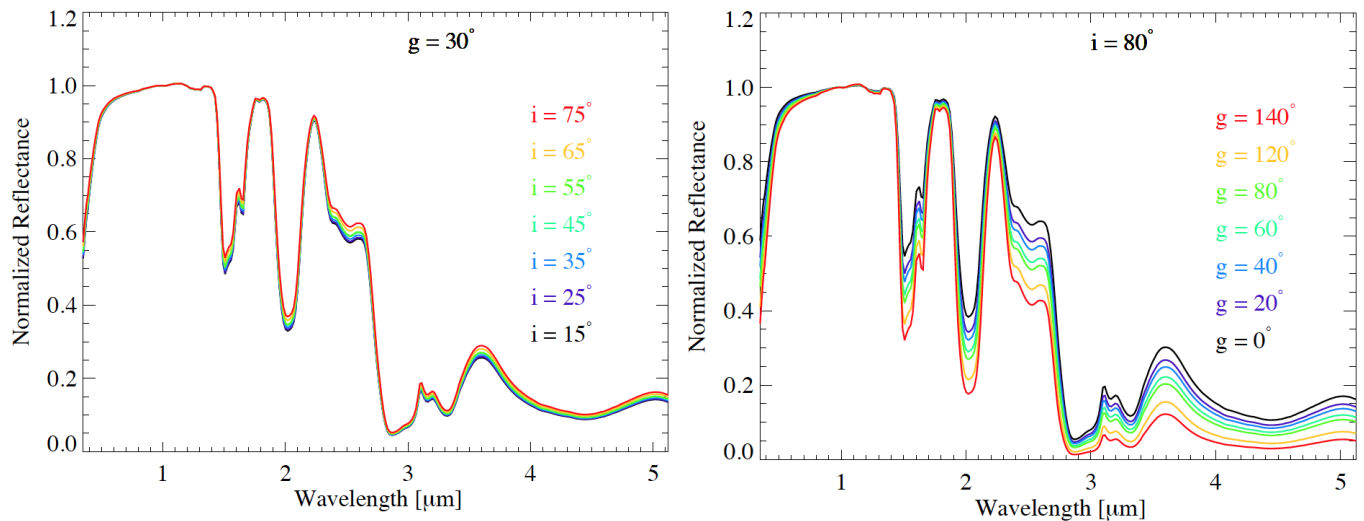 g = 30°
i = 75°
i = 65°
i = 55°
i = 45°
i = 35°
i = 25°
i = 15°
Normalized Reflectance
1.2
1.0
0.8
0.6
0.4
0.2
0.0
1 2 3 4 5
Wavelength [μm]
i = 80°
g = 140°
g = 120°
g = 80°
g = 60°
g = 40°
g = 20°
g = 0°
Normalized Reflectance
1.2
1.0
0.8
0.6
0.4
0.2
0.0
1 2 3 4 5
Wavelength [μm]